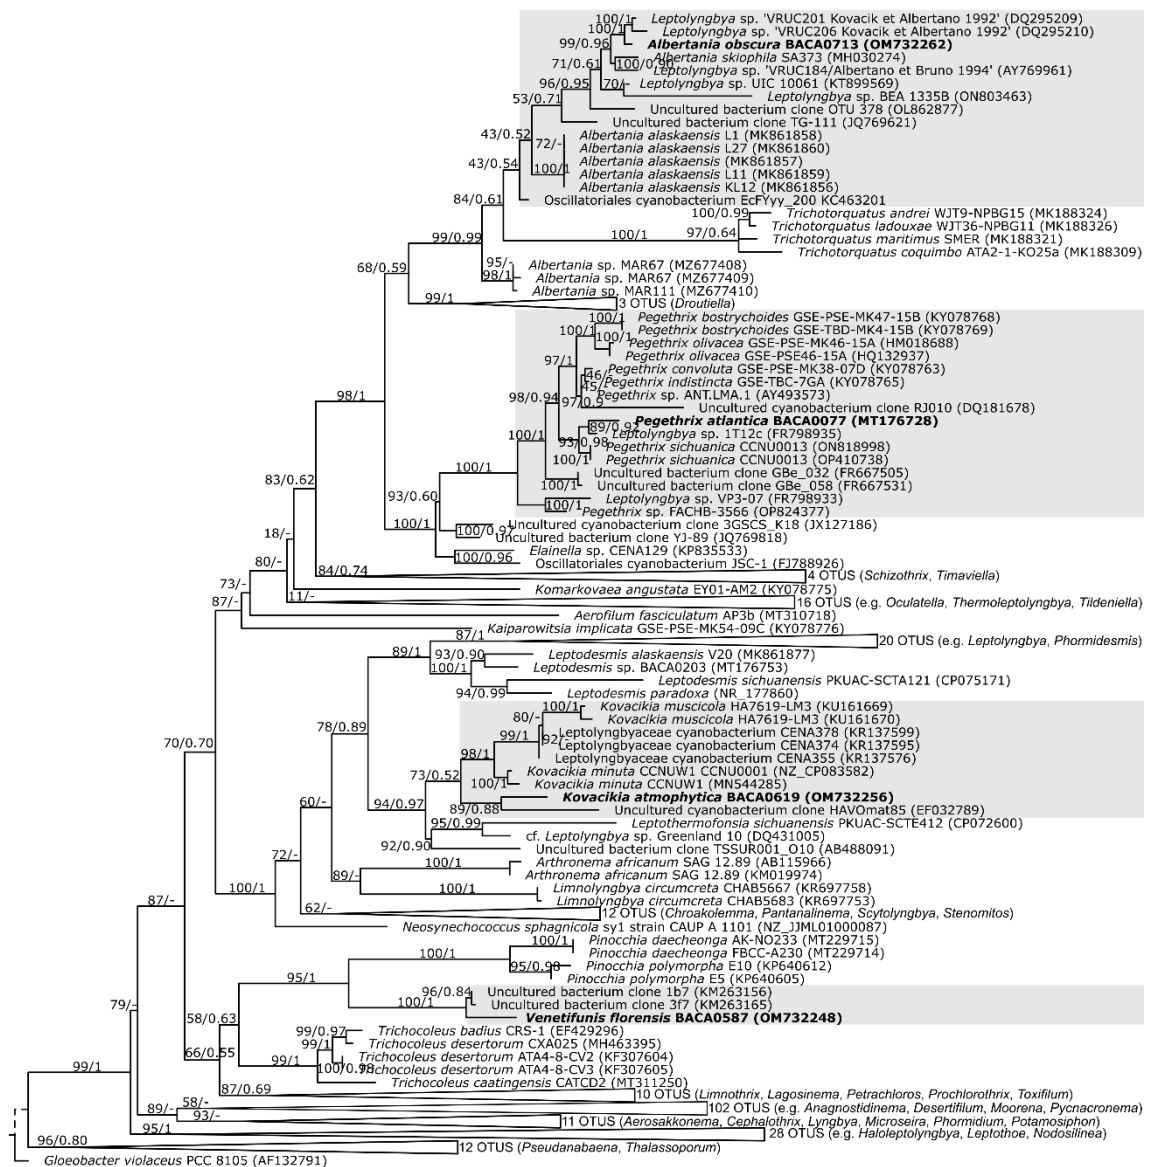 100/1 Leptolyngbya sp. 'VRUC201 Kovacik et Albertano 1992' (DQ295209)
100/1 Leptolyngbya sp. 'VRUC206 Kovacik et Albertano 1992' (DQ295210)
99/0.96 Albertania obscura BACA0713 (OM732262)
Albertania skiophila SA373 (MH030274)
71/0.61 100/0.90 Leptolyngbya sp. 'VRUC184/Albertano et Bruno 1994' (AY769961)
96/0.95 70/- Leptolyngbya sp. UIC 10061 (KT899569)
Leptolyngbya sp. BEA 1335B (ON803463)
53/0.71 Uncultured bacterium clone OTU 378 (OL862877)
Uncultured bacterium clone TG-111 (JQ769621)
43/0.52 Albertania alaskaensis L1 (MK861858)
72/- Albertania alaskaensis L27 (MK861860)
43/0.54 Albertania alaskaensis (MK861857)
100/1 Albertania alaskaensis L11 (MK861859)
Albertania alaskaensis KL12 (MK861856)
84/0.61 Oscillatoriales cyanobacterium EcFYyy_200 KC463201
100/0.99 Trichotorquatus andrei WJT9-NPBG15 (MK188324)
Trichotorquatus ladouxae WJT36-NPBG11 (MK188326)
99/0.99 100/1 97/0.64 Trichotorquatus maritimus SMER (MK188321)
Trichotorquatus coquimbo ATA2-1-KO25a (MK188309)
68/0.59 95/- Albertania sp. MAR67 (MZ677408)
98/1 Albertania sp. MAR67 (MZ677409)
Albertania sp. MAR111 (MZ677410)
99/1 3 OTUS (Droutiella)
100/1 Pegethrix bostrychoides GSE-PSE-MK47-15B (KY078768)
100/1 Pegethrix bostrychoides GSE-TBD-MK4-15B (KY078769)
100/1 Pegethrix olivacea GSE-PSE-MK46-15A (HM018688)
97/1 Pegethrix olivacea GSE-PSE46-15A (HQ132937)
46/- Pegethrix convoluta GSE-PSE-MK38-07D (KY078763)
45/- Pegethrix indistincta GSE-TBC-7GA (KY078765)
98/1 98/0.94 97/0.9 Pegethrix sp. ANT.LMA.1 (AY493573)
Uncultured cyanobacterium clone RJ010 (DQ181678)
89/0.92 Pegethrix atlantica BACA0077 (MT176728)
100/1 Leptolyngbya sp. 1T12c (FR798935)
93/0.98 Pegethrix sichuanica CCNU0013 (ON818998)
100/1 Pegethrix sichuanica CCNU0013 (OP410738)
100/1 Uncultured bacterium clone GBe_032 (FR667505)
83/0.62 100/1 Uncultured bacterium clone GBe_058 (FR667531)
93/0.60 Leptolyngbya sp. VP3-07 (FR798933)
100/1 Pegethrix sp. FACHB-3566 (OP824377)
100/1 100/0.97 Uncultured cyanobacterium clone 3GSCS_K18 (JX127186)
18/- Uncultured bacterium clone YJ-89 (JQ769818)
Elainella sp. CENA129 (KP835533)
80/- 100/0.96 Oscillatoriales cyanobacterium JSC-1 (FJ788926)
84/0.74 4 OTUS (Schizothrix, Timaviella)
73/- Komarkovaea angustata EY01-AM2 (KY078775)
87/- 11/- 16 OTUS (e.g. Oculatella, Thermoleptolyngbya, Tildeniella)
Aerofilum fasciculatum AP3b (MT310718)
Kaiparowitsia implicata GSE-PSE-MK54-09C (KY078776)
87/1 20 OTUS (e.g. Leptolyngbya, Phormidesmis)
89/1 93/0.90 Leptodesmis alaskaensis V20 (MK861877)
100/1 Leptodesmis sp. BACA0203 (MT176753)
Leptodesmis sichuanensis PKUAC-SCTA121 (CP075171)
94/0.99 Leptodesmis paradoxa (NR_177860)
100/1 Kovacikia muscicola HA7619-LM3 (KU161669)
78/0.89 80/- Kovacikia muscicola HA7619-LM3 (KU161670)
99/1 92/- Leptolyngbyaceae cyanobacterium CENA378 (KR137599)
70/0.70 Leptolyngbyaceae cyanobacterium CENA374 (KR137595)
98/1 Leptolyngbyaceae cyanobacterium CENA355 (KR137576)
73/0.52 Kovacikia minuta CCNUW1 CCNU0001 (NZ_CP083582)
100/1 Kovacikia minuta CCNUW1 (MN544285)
60/- 94/0.97 Kovacikia atmophytica BACA0619 (OM732256)
89/0.88 Uncultured cyanobacterium clone HAVOmat85 (EF032789)
95/0.99 Leptothermofonsia sichuanensis PKUAC-SCTE412 (CP072600)
cf. Leptolyngbya sp. Greenland 10 (DQ431005)
72/- 92/0.90 Uncultured bacterium clone TSSUR001_O10 (AB488091)
100/1 Arthronema africanum SAG 12.89 (AB115966)
89/- Arthronema africanum SAG 12.89 (KM019974)
100/1 100/1 Limnolyngbya circumcreta CHAB5667 (KR697758)
87/- Limnolyngbya circumcreta CHAB5683 (KR697753)
62/- 12 OTUS (Chroakolemma, Pantanalinema, Scytolyngbya, Stenomitos)
Neosynechococcus sphagnicola sy1 strain CAUP A 1101 (NZ_JJML01000087)
100/1 Pinocchia daecheonga AK-NO233 (MT229715)
100/1 Pinocchia daecheonga FBCC-A230 (MT229714)
95/0.98 Pinocchia polymorpha E10 (KP640612)
95/1 Pinocchia polymorpha E5 (KP640605)
96/0.84 Uncultured bacterium clone 1b7 (KM263156)
79/- 100/1 Uncultured bacterium clone 3f7 (KM263165)
58/0.63 Venetifunis florensis BACA0587 (OM732248)
99/0.97 Trichocoleus badius CRS-1 (EF429296)
99/1 Trichocoleus desertorum CXA025 (MH463395)
66/0.55 Trichocoleus desertorum ATA4-8-CV2 (KF307604)
99/1 99/1 100/0.98 Trichocoleus desertorum ATA4-8-CV3 (KF307605)
Trichocoleus caatingensis CATCD2 (MT311250)
87/0.69 10 OTUS (Limnothrix, Lagosinema, Petrachloros, Prochlorothrix, Toxifilum)
89/- 58/- 102 OTUS (e.g. Anagnostidinema, Desertifilum, Moorena, Pycnacronema)
93/- 11 OTUS (Aerosakkonema, Cephalothrix, Lyngbya, Microseira, Phormidium, Potamosiphon)
95/1 28 OTUS (e.g. Haloleptolyngbya, Leptothoe, Nodosilinea)
96/0.80 12 OTUS (Pseudanabaena, Thalassoporum)
Gloeobacter violaceus PCC 8105 (AF132791)